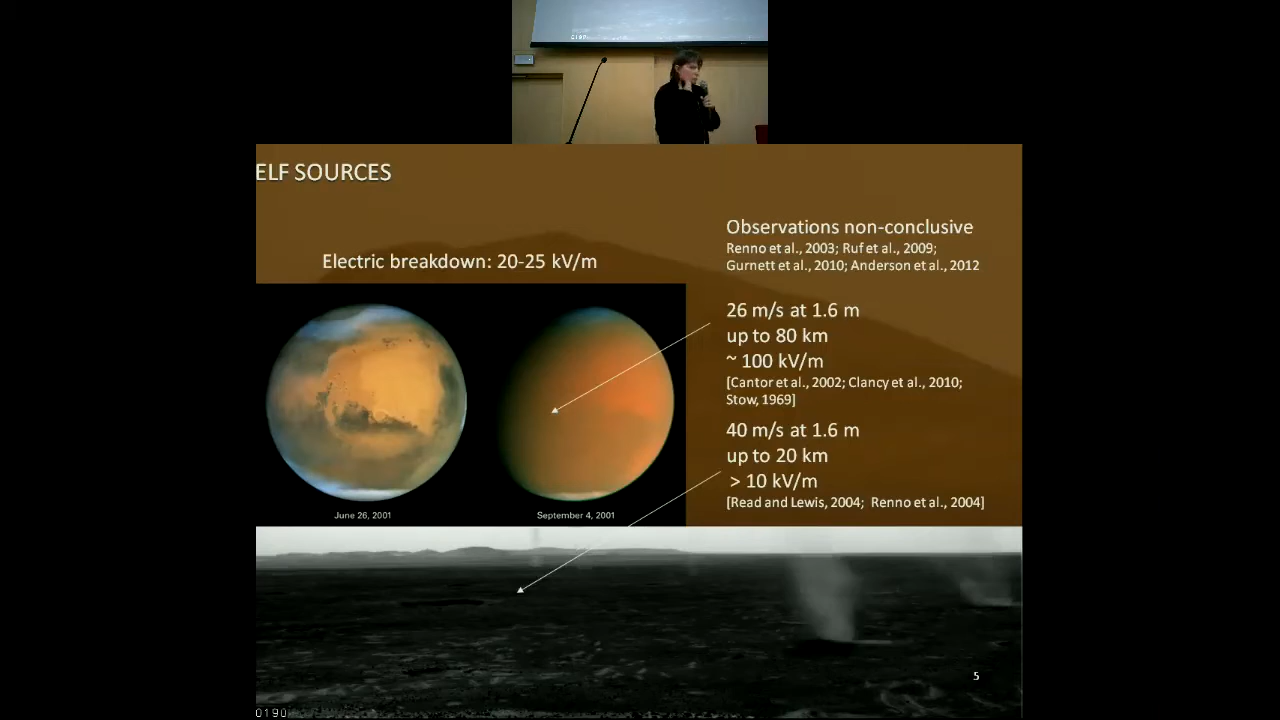 ELF SOURCES
Electric breakdown: 20-25 kV/m
Observations non-conclusive
Renno et al., 2003; Ruf et al., 2009;
Gurnett et al., 2010; Anderson et al., 2012
26 m/s at 1.6 m
up to 80 km
~ 100 kV/m
[Cantor et al., 2002; Clancy et al., 2010;
Stow, 1969]
40 m/s at 1.6 m
up to 20 km
> 10 kV/m
[Read and Lewis, 2004; Renno et al., 2004]
June 26, 2001
September 4, 2001
5
0190